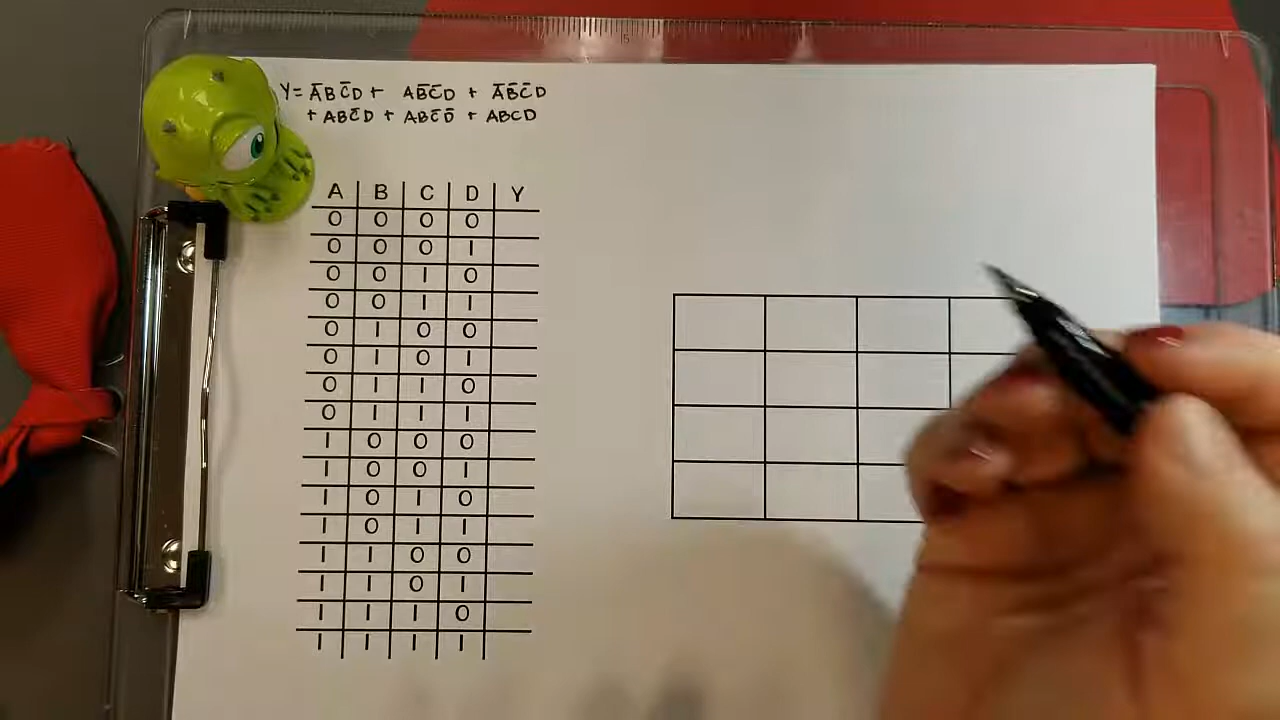 5
Y= A̅BC̅D + AB̅C̅D + A̅B̅C̅D
+ ABC̅D + ABC̅D̅ + ABCD
A B C D Y
0 0 0 0
0 0 0 1
0 0 1 0
0 0 1 1
0 1 0 0
0 1 0 1
0 1 1 0
0 1 1 1
1 0 0 0
1 0 0 1
1 0 1 0
1 0 1 1
1 1 0 0
1 1 0 1
1 1 1 0
1 1 1 1